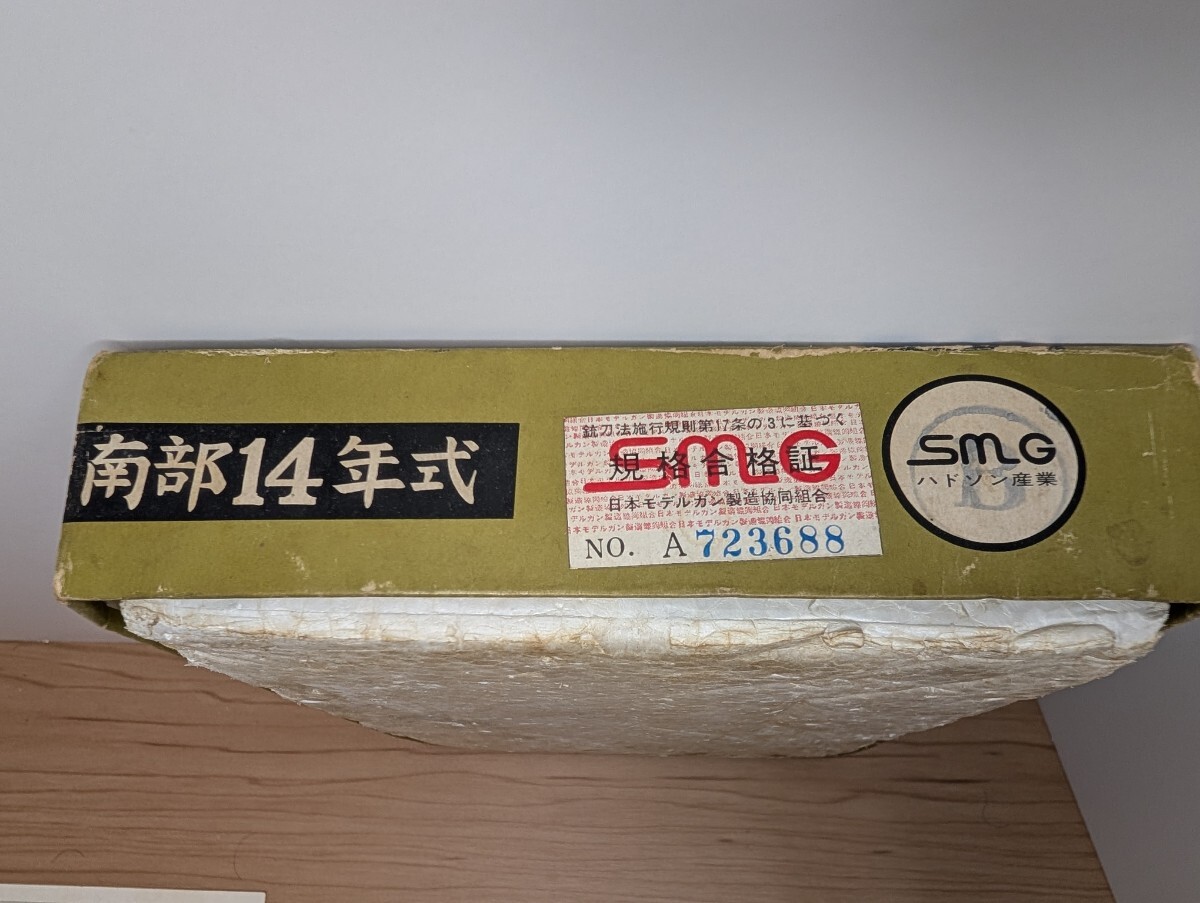 南部14年式
銃刀法施行規則第17条の3に基づく
SMG
規格合格証
日本モデルガン製造協同組合
NO. A723688
SMG
ハドソン産業